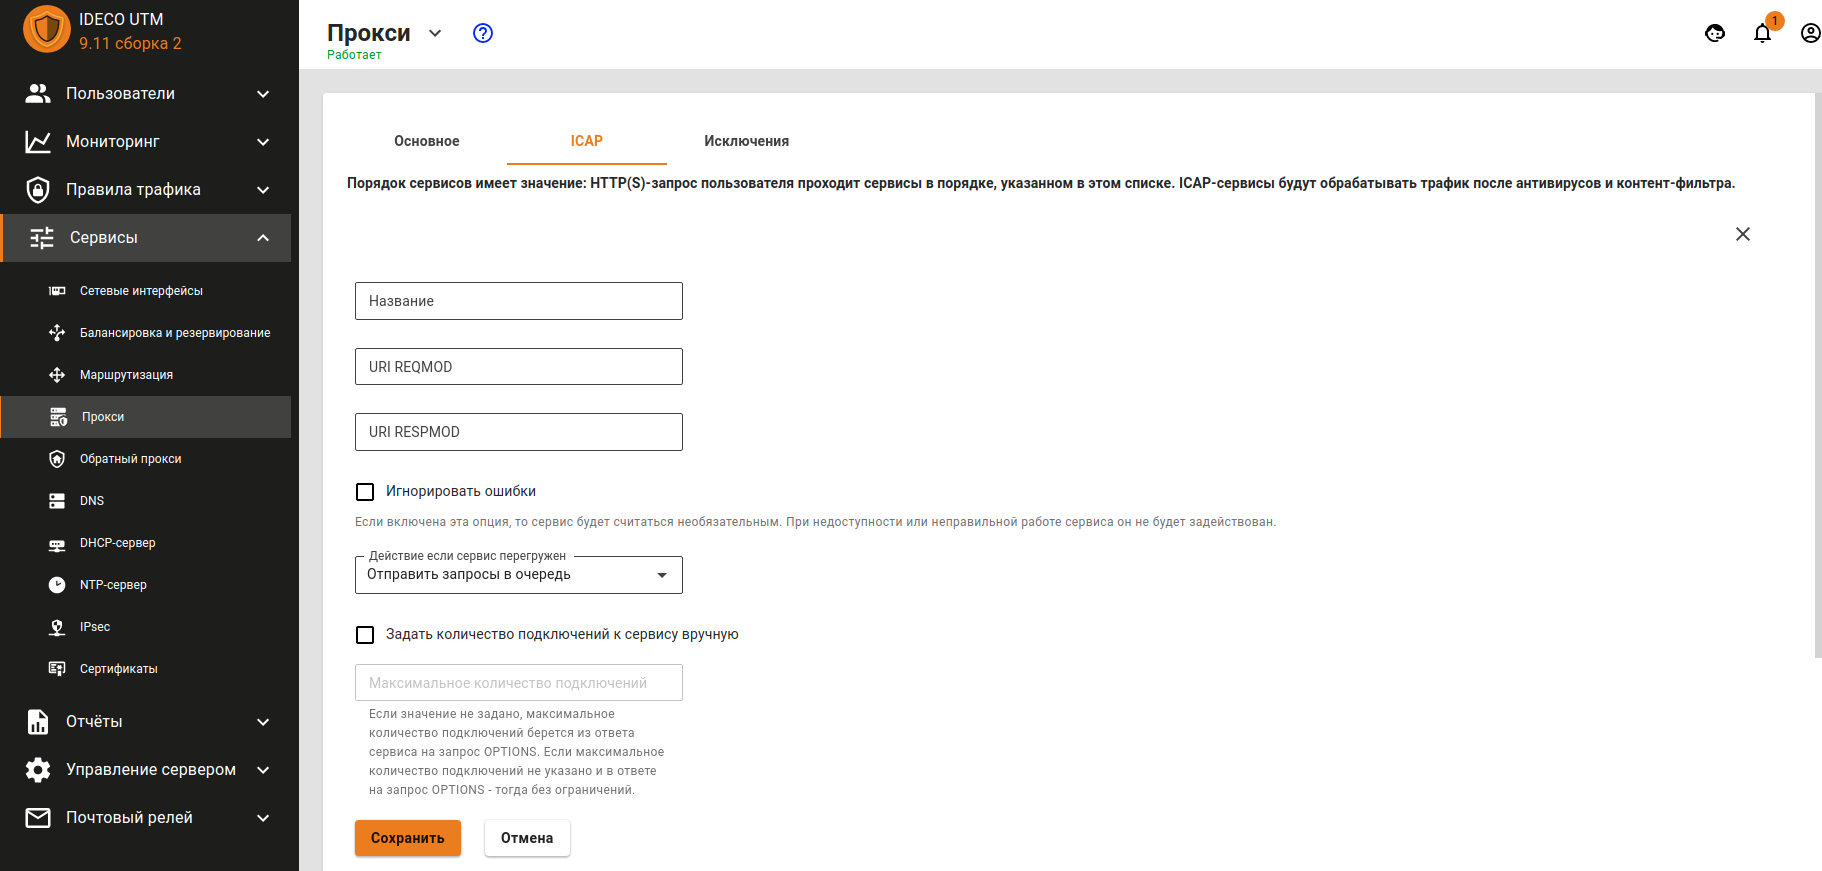 IDECO UTM
9.11 сборка 2
Пользователи
Мониторинг
Правила трафика
Сервисы
Сетевые интерфейсы
Балансировка и резервирование
Маршрутизация
Прокси
Обратный прокси
DNS
DHCP-сервер
NTP-сервер
IPsec
Сертификаты
Отчёты
Управление сервером
Почтовый релей
Прокси
Работает
1
Основное
ICAP
Исключения
Порядок сервисов имеет значение: HTTP(S)-запрос пользователя проходит сервисы в порядке, указанном в этом списке. ICAP-сервисы будут обрабатывать трафик после антивирусов и контент-фильтра.
Название
URI REQMOD
URI RESPMOD
Игнорировать ошибки
Если включена эта опция, то сервис будет считаться необязательным. При недоступности или неправильной работе сервиса он не будет задействован.
Действие если сервис перегружен
Отправить запросы в очередь
Задать количество подключений к сервису вручную
Максимальное количество подключений
Если значение не задано, максимальное
количество подключений берется из ответа
сервиса на запрос OPTIONS. Если максимальное
количество подключений не указано и в ответе
на запрос OPTIONS - тогда без ограничений.
Сохранить
Отмена